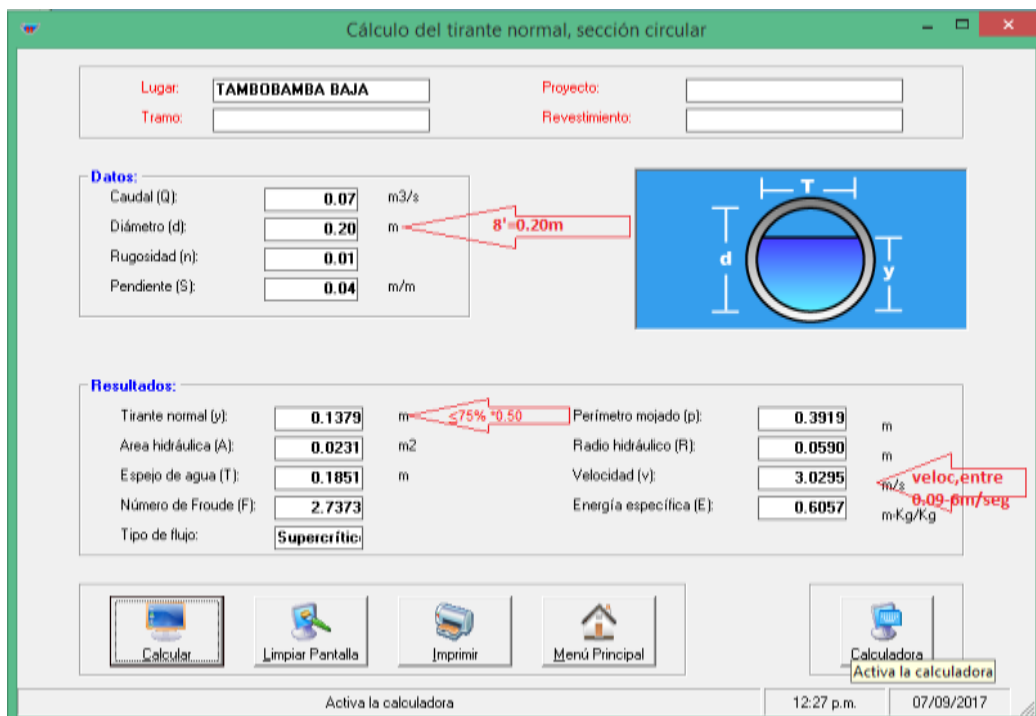 Cálculo del tirante normal, sección circular
Lugar: TAMBOBAMBA BAJA Proyecto:
Tramo: Revestimiento:
Datos:
Caudal (Q): 0.07 m3/s
Diámetro (d): 0.20 m 8'=0.20m
Rugosidad (n): 0.01
Pendiente (S): 0.04 m/m
T
d
y
Resultados:
Tirante normal (y): 0.1379 m ≤75% *0.50 Perímetro mojado (p): 0.3919 m
Area hidráulica (A): 0.0231 m2 Radio hidráulico (R): 0.0590 m
Espejo de agua (T): 0.1851 m Velocidad (v): 3.0295 m/s veloc,entre
Número de Froude (F): 2.7373 Energía específica (E): 0.6057 m-Kg/Kg 0.09-6m/seg
Tipo de flujo: Supercrític
Calcular Limpiar Pantalla Imprimir Menú Principal Calculadora
Activa la calculadora
Activa la calculadora 12:27 p.m. 07/09/2017